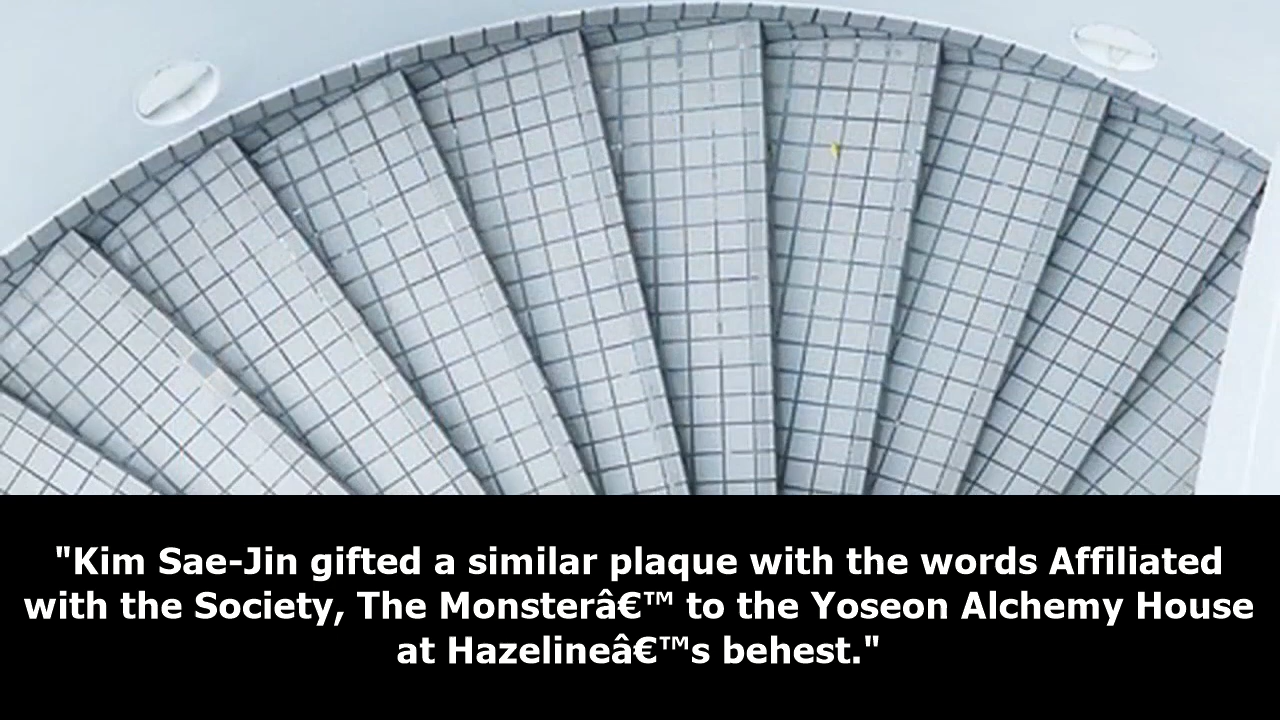 "Kim Sae-Jin gifted a similar plaque with the words Affiliated
with the Society, The Monsterâ€™ to the Yoseon Alchemy House
at Hazelineâ€™s behest."